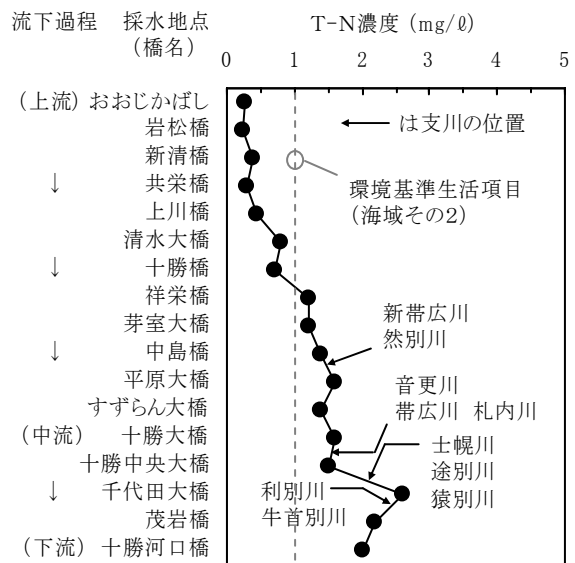 流下過程 採水地点
(橋名)
T-N濃度 (mg/ℓ)
0 1 2 3 4 5
(上流) おおじかばし
岩松橋
新清橋
↓ 共栄橋
上川橋
清水大橋
↓ 十勝橋
祥栄橋
芽室大橋
↓ 中島橋
平原大橋
すずらん大橋
(中流) 十勝大橋
十勝中央大橋
↓ 千代田大橋
茂岩橋
(下流) 十勝河口橋
← は支川の位置
環境基準生活項目
(海域その2)
新帯広川
然別川
音更川
帯広川 札内川
士幌川
途別川
猿別川
利別川
牛首別川